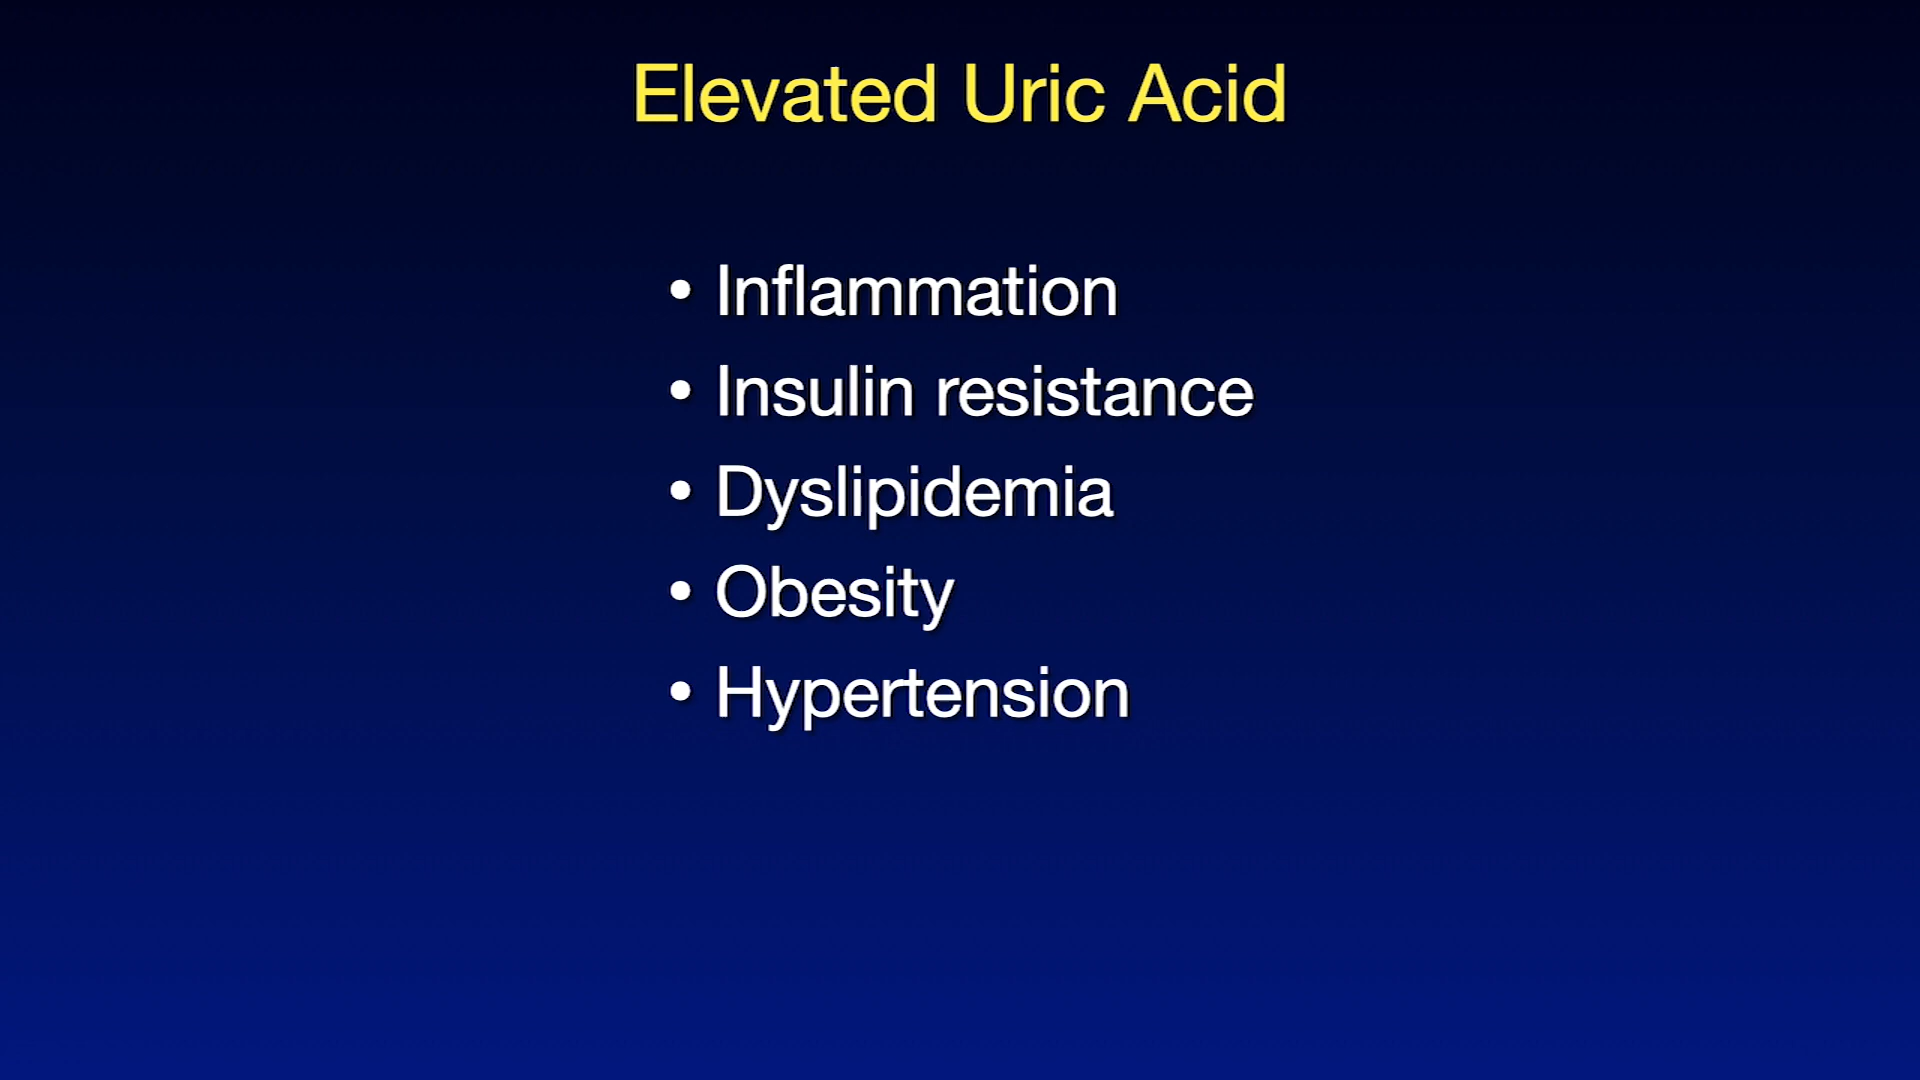 Elevated Uric Acid
• Inflammation
• Insulin resistance
• Dyslipidemia
• Obesity
• Hypertension